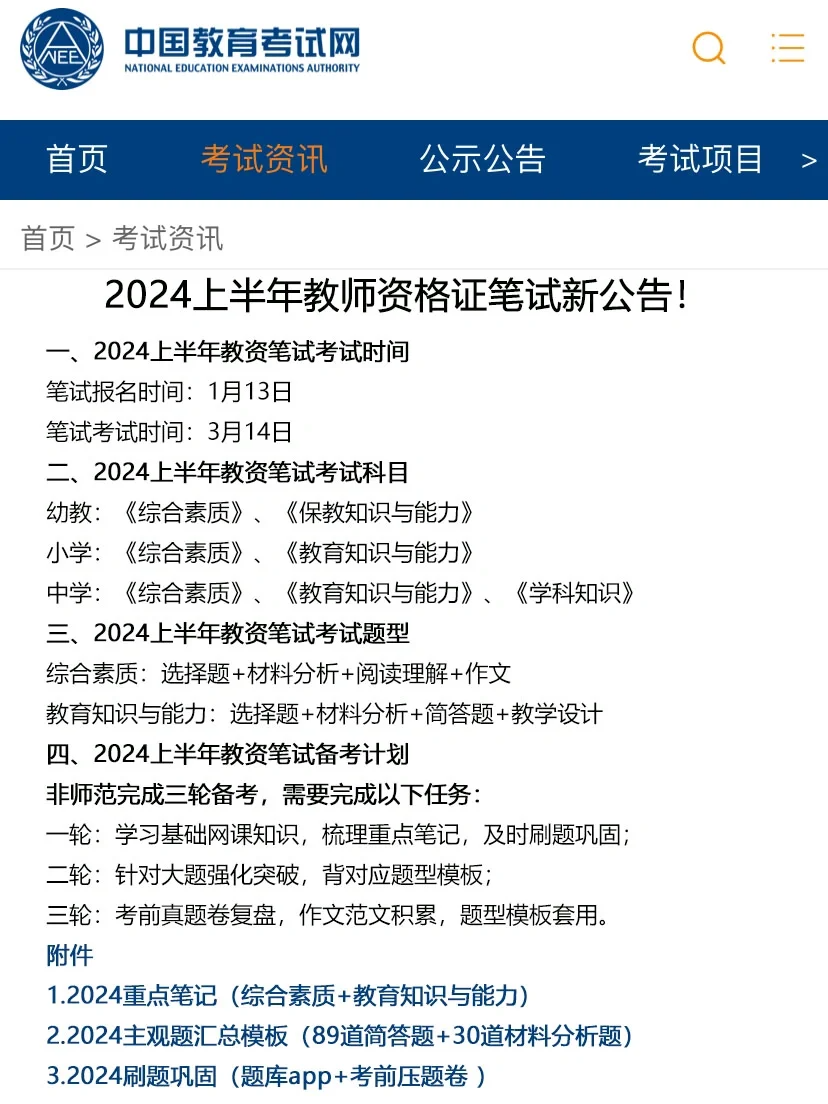 NEE
中国教育考试网
NATIONAL EDUCATION EXAMINATIONS AUTHORITY
首页 考试资讯 公示公告 考试项目 >
首页 > 考试资讯
2024上半年教师资格证笔试新公告!
一、2024上半年教资笔试考试时间
笔试报名时间：1月13日
笔试考试时间：3月14日
二、2024上半年教资笔试考试科目
幼教：《综合素质》、《保教知识与能力》
小学：《综合素质》、《教育知识与能力》
中学：《综合素质》、《教育知识与能力》、《学科知识》
三、2024上半年教资笔试考试题型
综合素质：选择题+材料分析+阅读理解+作文
教育知识与能力：选择题+材料分析+简答题+教学设计
四、2024上半年教资笔试备考计划
非师范完成三轮备考，需要完成以下任务：
一轮：学习基础网课知识，梳理重点笔记，及时刷题巩固；
二轮：针对大题强化突破，背对应题型模板；
三轮：考前真题卷复盘，作文范文积累，题型模板套用。
附件
1.2024重点笔记（综合素质+教育知识与能力）
2.2024主观题汇总模板（89道简答题+30道材料分析题）
3.2024刷题巩固（题库app+考前压题卷 ）